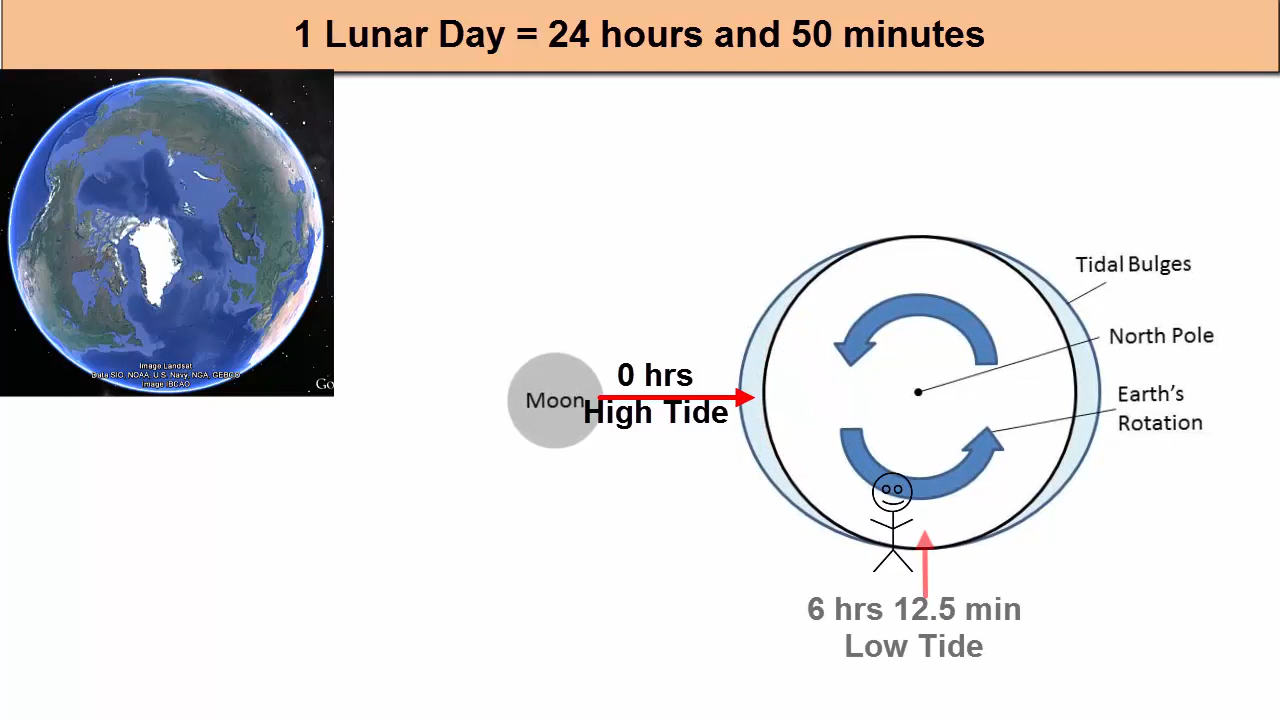 1 Lunar Day = 24 hours and 50 minutes
Image Landsat
Data SIO, NOAA, U.S. Navy, NGA, GEBCO
Image IBCAO
Go
Tidal Bulges
North Pole
0 hrs
Moon
High Tide
Earth's
Rotation
6 hrs 12.5 min
Low Tide